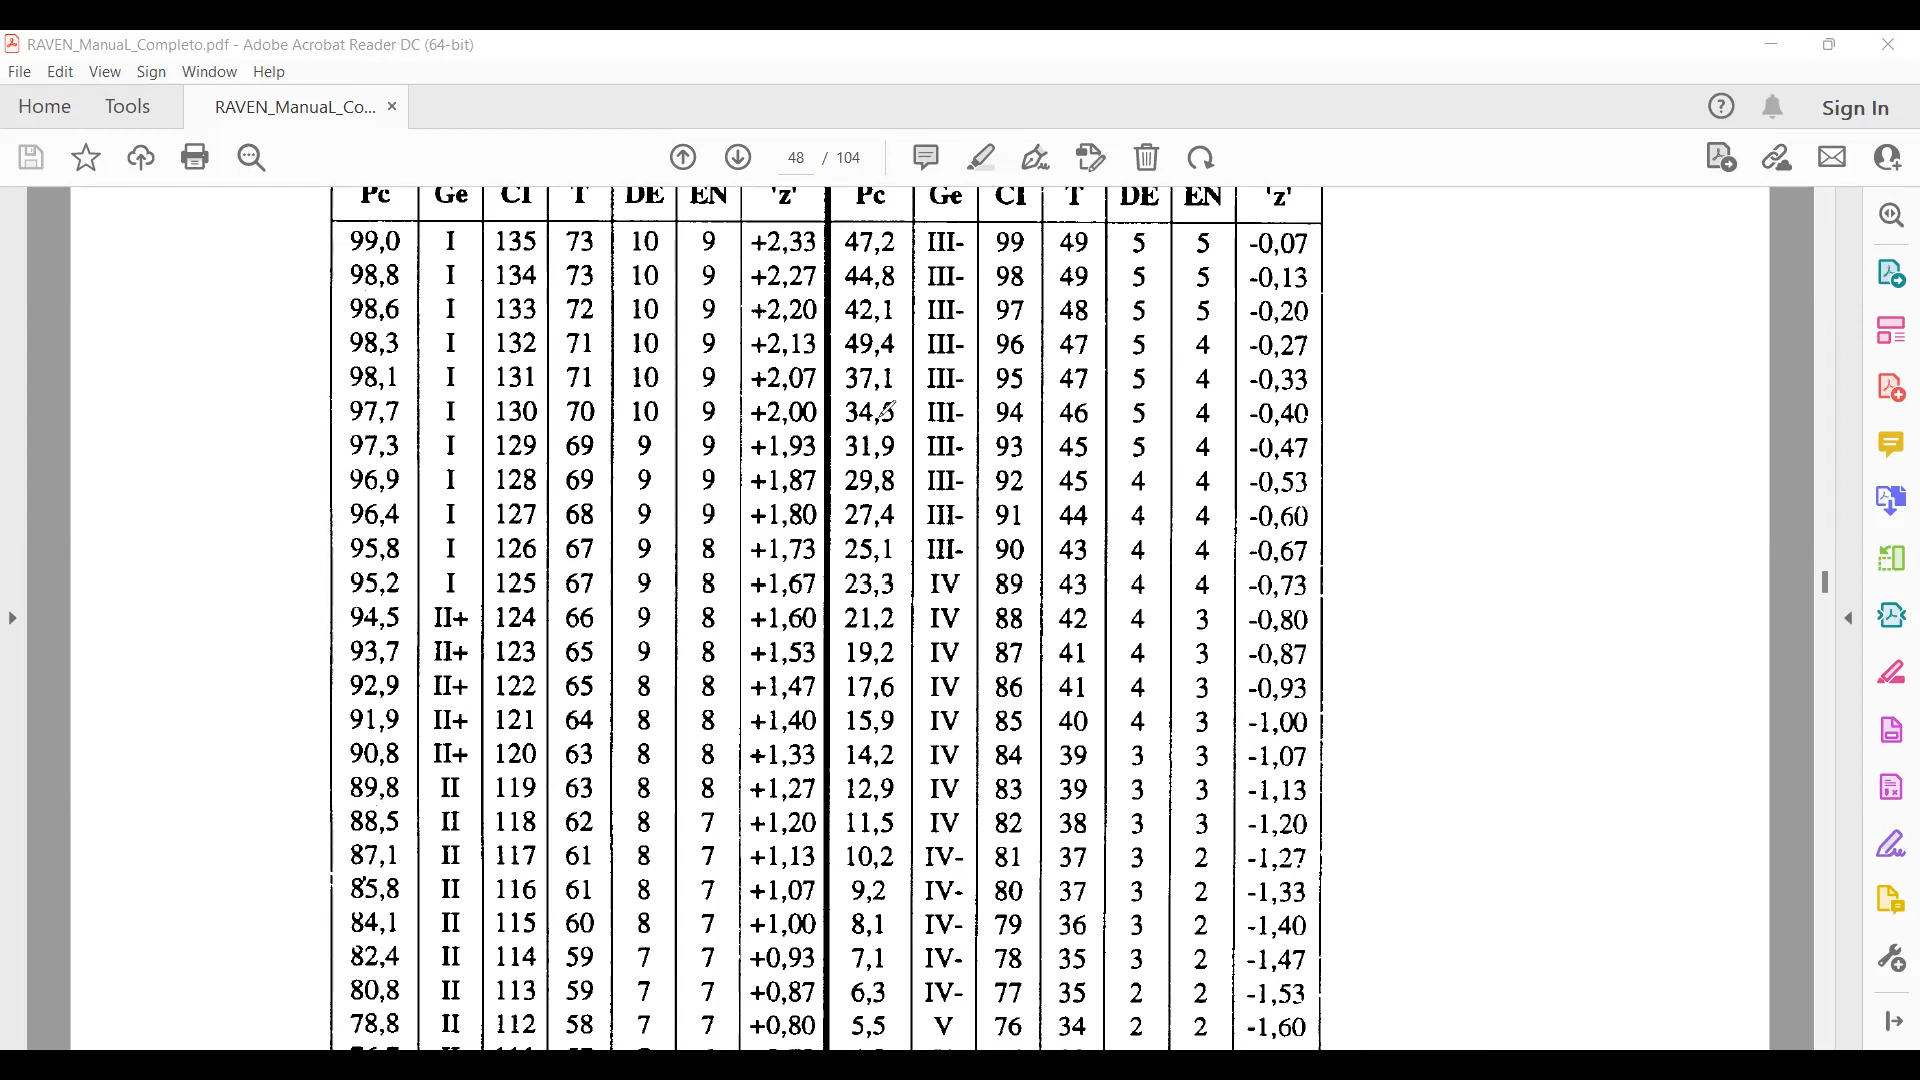 RAVEN_ManuaL_Completo.pdf - Adobe Acrobat Reader DC (64-bit)
File Edit View Sign Window Help
Home Tools RAVEN_ManuaL_Co... × Sign In
48 / 104
Pc Ge CI T DE EN 'z' Pc Ge CI T DE EN 'z'
99,0 I 135 73 10 9 +2,33 47,2 III- 99 49 5 5 -0,07
98,8 I 134 73 10 9 +2,27 44,8 III- 98 49 5 5 -0,13
98,6 I 133 72 10 9 +2,20 42,1 III- 97 48 5 5 -0,20
98,3 I 132 71 10 9 +2,13 49,4 III- 96 47 5 4 -0,27
98,1 I 131 71 10 9 +2,07 37,1 III- 95 47 5 4 -0,33
97,7 I 130 70 10 9 +2,00 34,5 III- 94 46 5 4 -0,40
97,3 I 129 69 9 9 +1,93 31,9 III- 93 45 5 4 -0,47
96,9 I 128 69 9 9 +1,87 29,8 III- 92 45 4 4 -0,53
96,4 I 127 68 9 9 +1,80 27,4 III- 91 44 4 4 -0,60
95,8 I 126 67 9 8 +1,73 25,1 III- 90 43 4 4 -0,67
95,2 I 125 67 9 8 +1,67 23,3 IV 89 43 4 4 -0,73
94,5 II+ 124 66 9 8 +1,60 21,2 IV 88 42 4 3 -0,80
93,7 II+ 123 65 9 8 +1,53 19,2 IV 87 41 4 3 -0,87
92,9 II+ 122 65 8 8 +1,47 17,6 IV 86 41 4 3 -0,93
91,9 II+ 121 64 8 8 +1,40 15,9 IV 85 40 4 3 -1,00
90,8 II+ 120 63 8 8 +1,33 14,2 IV 84 39 3 3 -1,07
89,8 II 119 63 8 8 +1,27 12,9 IV 83 39 3 3 -1,13
88,5 II 118 62 8 7 +1,20 11,5 IV 82 38 3 3 -1,20
87,1 II 117 61 8 7 +1,13 10,2 IV- 81 37 3 2 -1,27
85,8 II 116 61 8 7 +1,07 9,2 IV- 80 37 3 2 -1,33
84,1 II 115 60 8 7 +1,00 8,1 IV- 79 36 3 2 -1,40
82,4 II 114 59 7 7 +0,93 7,1 IV- 78 35 3 2 -1,47
80,8 II 113 59 7 7 +0,87 6,3 IV- 77 35 2 2 -1,53
78,8 II 112 58 7 7 +0,80 5,5 V 76 34 2 2 -1,60